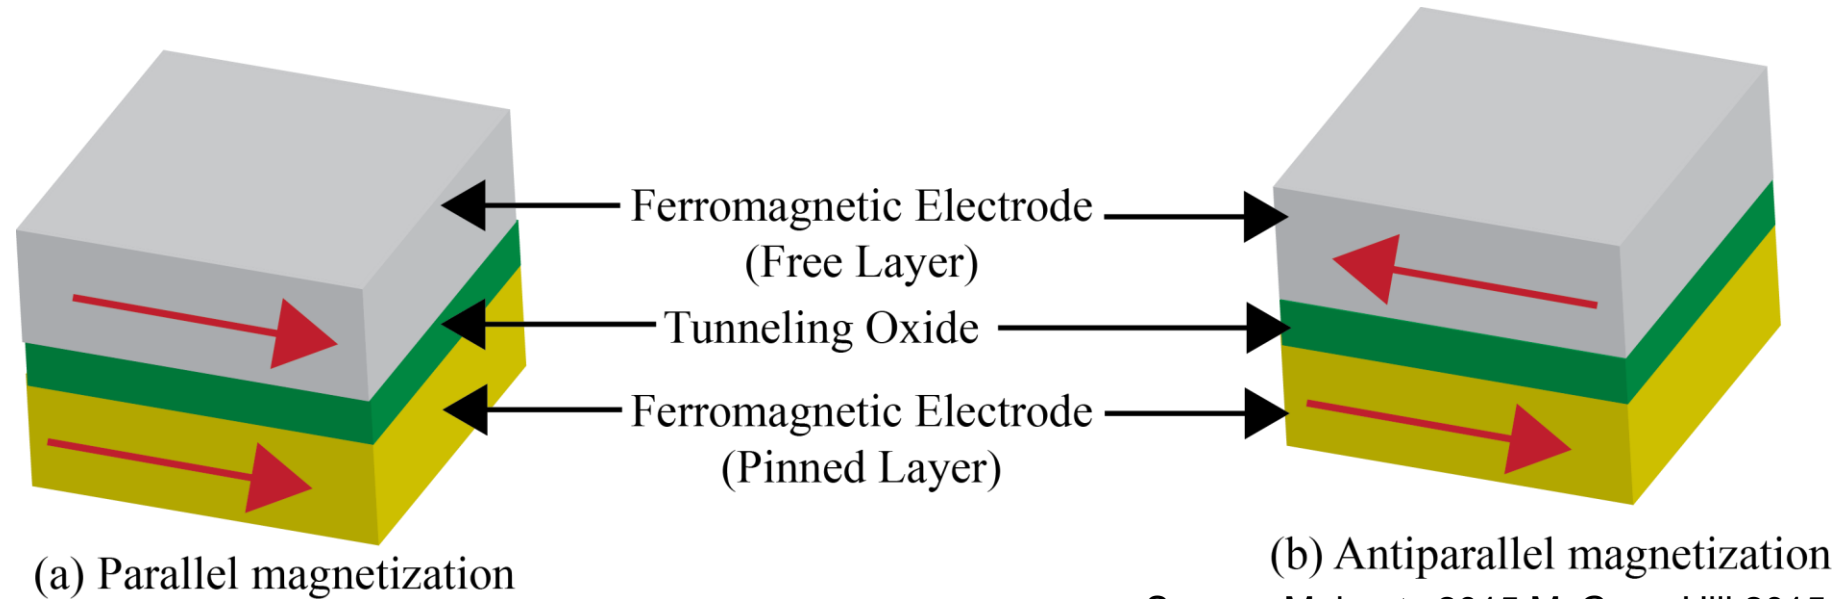 Ferromagnetic Electrode
(Free Layer)
Tunneling Oxide
Ferromagnetic Electrode
(Pinned Layer)
(a) Parallel magnetization
(b) Antiparallel magnetization